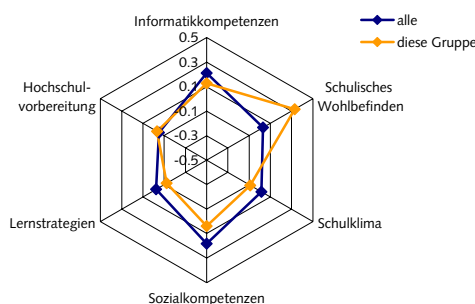 Informatikkompetenzen
alle
diese Gruppe
0.5
0.3
0.1
-0.1
-0.3
-0.5
Hochschul-
vorbereitung
Schulisches
Wohlbefinden
Lernstrategien
Schulklima
Sozialkompetenzen